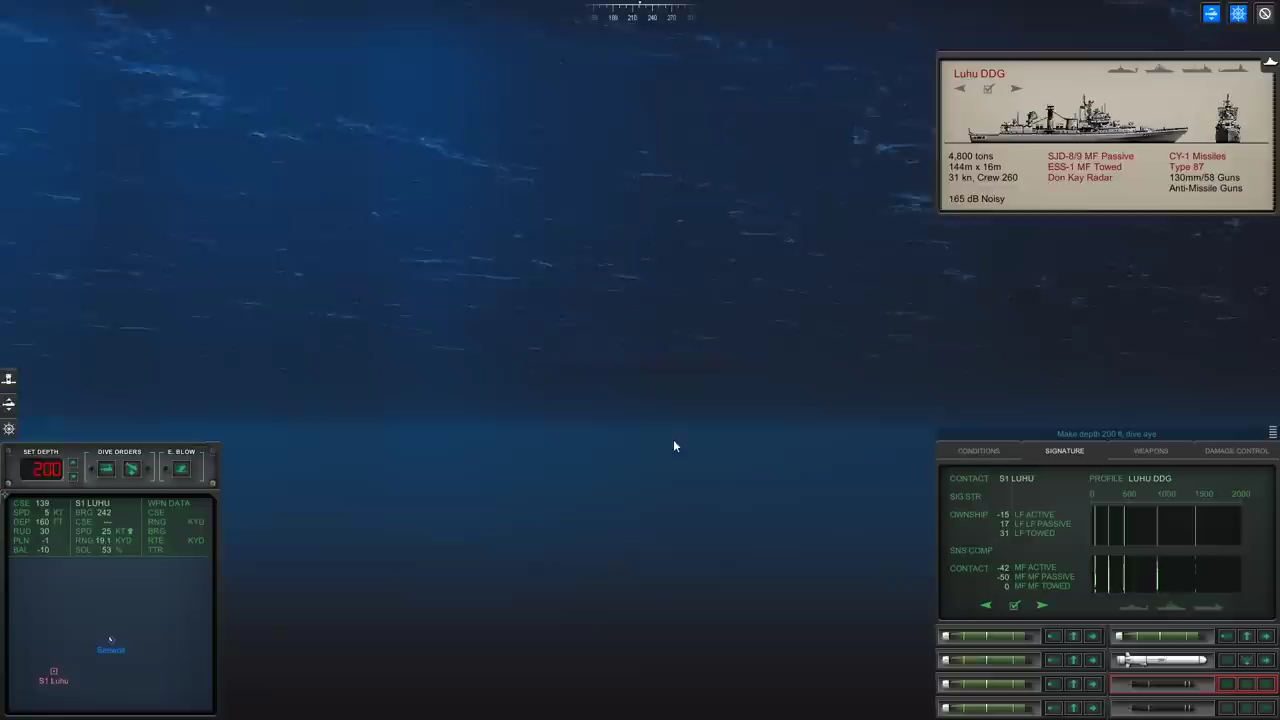 180 210 240 270
Luhu DDG
4,800 tons SJD-8/9 MF Passive CY-1 Missiles
144m x 16m ESS-1 MF Towed Type 87
31 kn, Crew 260 Don Kay Radar 130mm/58 Guns
Anti-Missile Guns
165 dB Noisy
Make depth 200 ft, dive aye
SET DEPTH DIVE ORDERS E. BLOW
200
CSE 139 S1 LUHU WPN DATA
SPD 5 KT BRG 242 CSE
DEP 160 FT CSE --- RNG KYD
RUD 30 SPD 25 KT BRG
PLN -1 RNG 19.1 KYD RTE KYD
BAL -10 SOL 53 % TTR
Seawolf
S1 Luhu
CONDITIONS SIGNATURE WEAPONS DAMAGE CONTROL
CONTACT S1 LUHU PROFILE LUHU DDG
SIG STR 0 500 1000 1500 2000
OWNSHIP -15 LF ACTIVE
17 LF LF PASSIVE
31 LF TOWED
SNS COMP
CONTACT -42 MF ACTIVE
-50 MF MF PASSIVE
0 MF MF TOWED